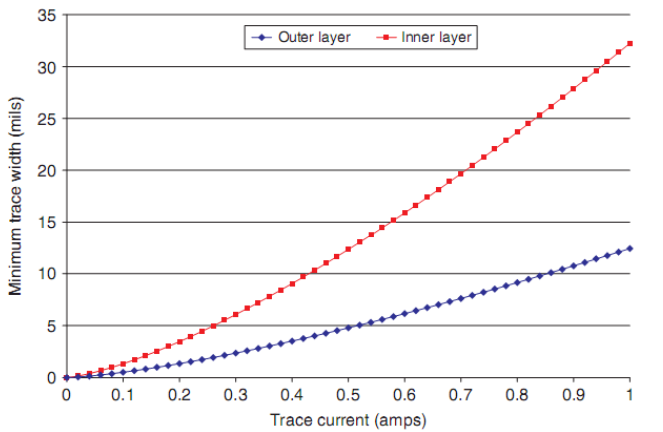 35
Outer layer Inner layer
30
25
20
15
10
5
0
Minimum trace width (mils)
0 0.1 0.2 0.3 0.4 0.5 0.6 0.7 0.8 0.9 1
Trace current (amps)